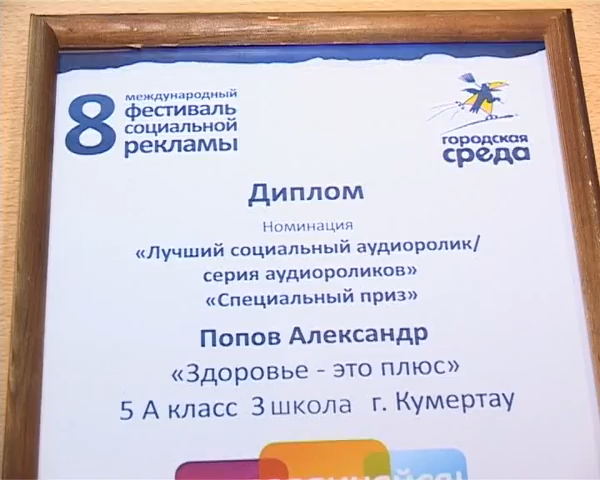 8 международный
фестиваль
социальной
рекламы
городская
среда
Диплом
Номинация
«Лучший социальный аудиоролик/
серия аудиороликов»
«Специальный приз»
Попов Александр
«Здоровье - это плюс»
5 А класс 3 школа г. Кумертау